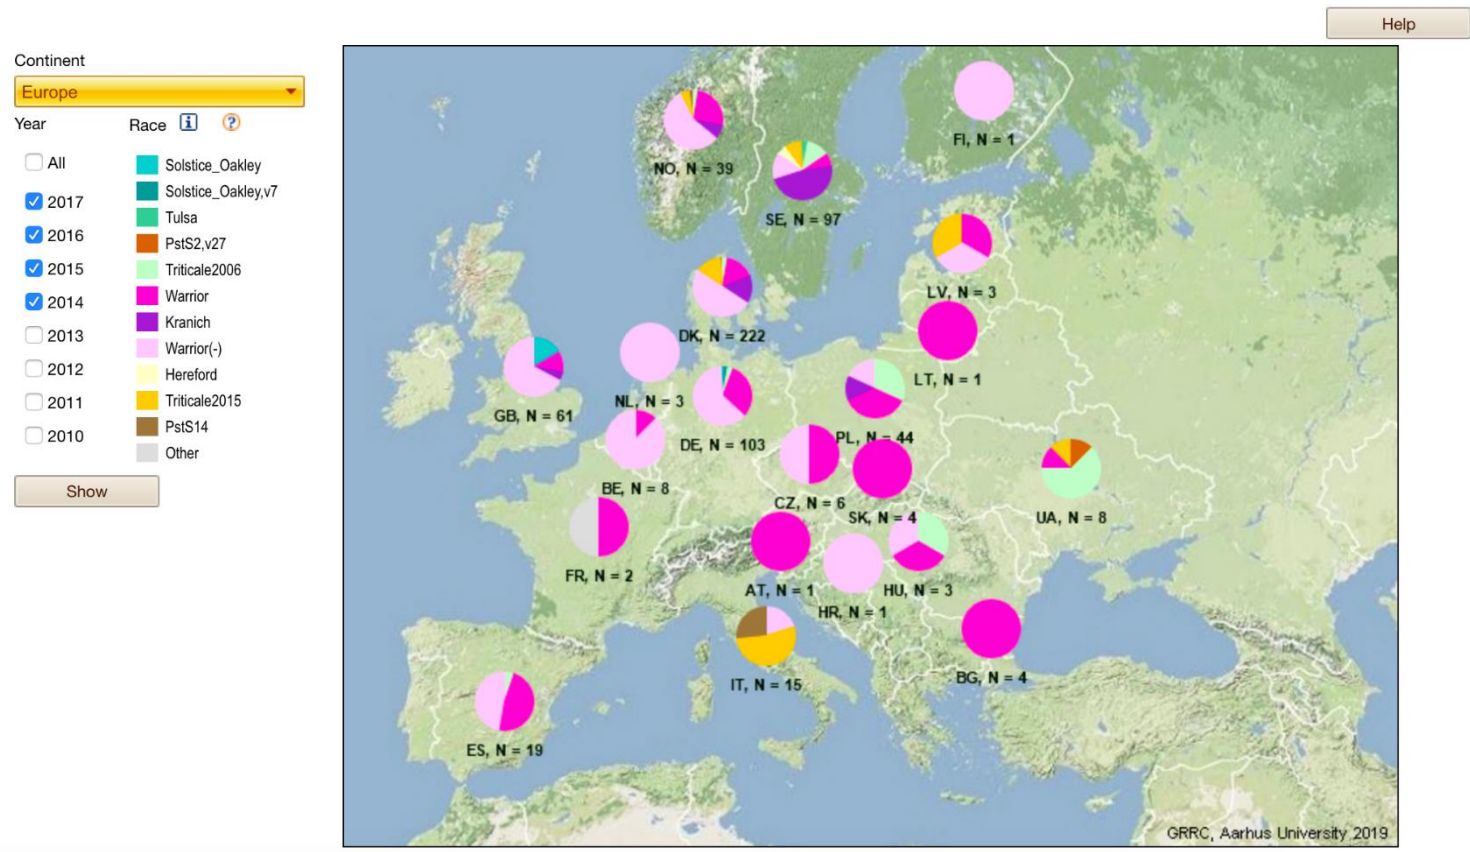 Help
Continent
Europe
Year
Race
All
2017
2016
2015
2014
2013
2012
2011
2010
Solstice_Oakley
Solstice_Oakley,v7
Tulsa
PstS2,v27
Triticale2006
Warrior
Kranich
Warrior(-)
Hereford
Triticale2015
PstS14
Other
Show
FI, N = 1
NO, N = 39
SE, N = 97
LV, N = 3
DK, N = 222
LT, N = 1
NL, N = 3
GB, N = 61
PL, N = 44
DE, N = 103
BE, N = 8
CZ, N = 6
SK, N = 4
UA, N = 8
FR, N = 2
AT, N = 1
HU, N = 3
HR, N = 1
BG, N = 4
IT, N = 15
ES, N = 19
GRRC, Aarhus University 2019